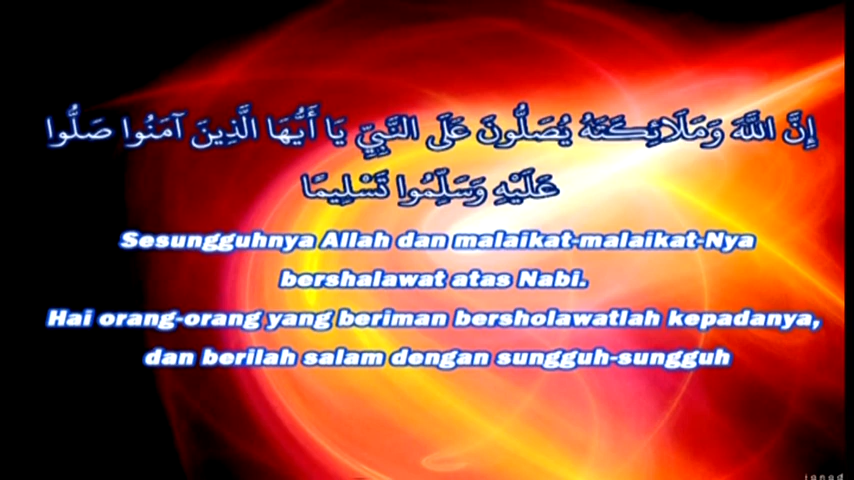 إِنَّ اللَّهَ وَمَلَائِكَتَهُ يُصَلُّونَ عَلَى النَّبِيِّ يَا أَيُّهَا الَّذِينَ آمَنُوا صَلُّوا
عَلَيْهِ وَسَلِّمُوا تَسْلِيمًا
Sesungguhnya Allah dan malaikat-malaikat-Nya
bershalawat atas Nabi.
Hai orang-orang yang beriman bersholawatlah kepadanya,
dan berilah salam dengan sungguh-sungguh